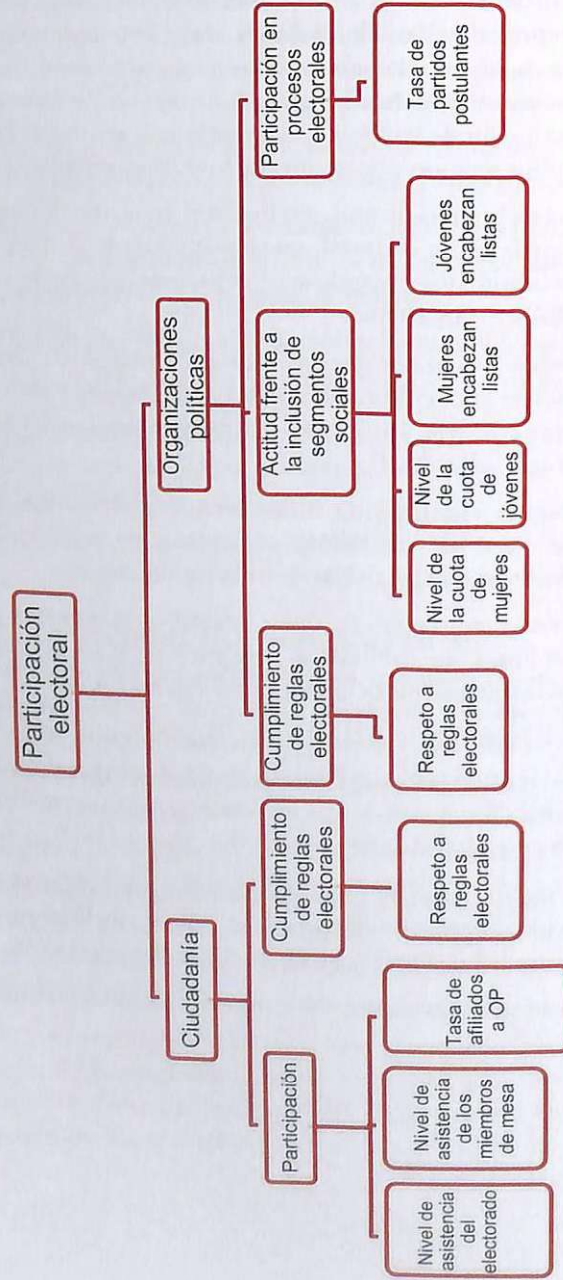 Participación
electoral
Ciudadanía
Organizaciones
políticas
Participación
Cumplimiento
de reglas
electorales
Cumplimiento
de reglas
electorales
Actitud frente a
la inclusión de
segmentos
sociales
Participación en
procesos
electorales
Nivel de
asistencia
del
electorado
Nivel de
asistencia
de los
miembros
de mesa
Tasa de
afiliados
a OP
Respeto a
reglas
electorales
Respeto a
reglas
electorales
Nivel de
la cuota
de
mujeres
Nivel
de la
cuota
de
jóvenes
Mujeres
encabezan
listas
Jóvenes
encabezan
listas
Tasa de
partidos
postulantes